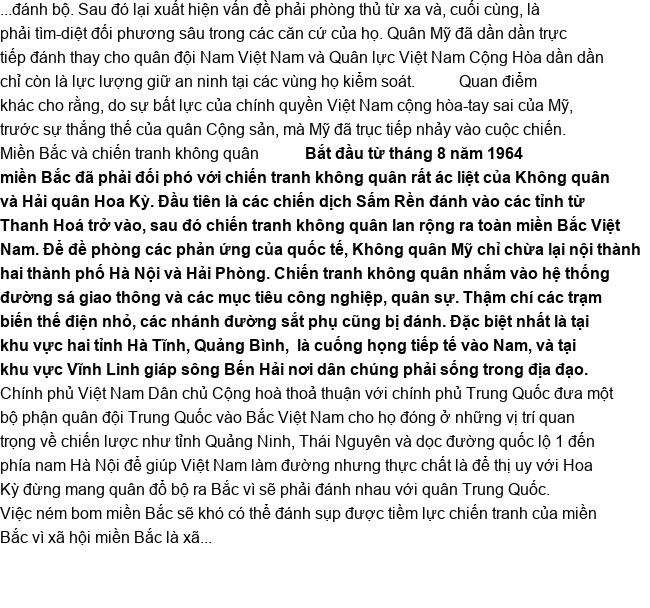 ...đánh bộ. Sau đó lại xuất hiện vấn đề phải phòng thủ từ xa và, cuối cùng, là
phải tìm-diệt đối phương sâu trong các căn cứ của họ. Quân Mỹ đã dần dần trực
tiếp đánh thay cho quân đội Nam Việt Nam và Quân lực Việt Nam Cộng Hòa dần dần
chỉ còn là lực lượng giữ an ninh tại các vùng họ kiểm soát. Quan điểm
khác cho rằng, do sự bất lực của chính quyền Việt Nam cộng hòa-tay sai của Mỹ,
trước sự thắng thế của quân Cộng sản, mà Mỹ đã trục tiếp nhảy vào cuộc chiến.
Miền Bắc và chiến tranh không quân Bắt đầu từ tháng 8 năm 1964
miền Bắc đã phải đối phó với chiến tranh không quân rất ác liệt của Không quân
và Hải quân Hoa Kỳ. Đầu tiên là các chiến dịch Sấm Rền đánh vào các tỉnh từ
Thanh Hoá trở vào, sau đó chiến tranh không quân lan rộng ra toàn miền Bắc Việt
Nam. Để đề phòng các phản ứng của quốc tế, Không quân Mỹ chỉ chừa lại nội thành
hai thành phố Hà Nội và Hải Phòng. Chiến tranh không quân nhắm vào hệ thống
đường sá giao thông và các mục tiêu công nghiệp, quân sự. Thậm chí các trạm
biến thế điện nhỏ, các nhánh đường sắt phụ cũng bị đánh. Đặc biệt nhất là tại
khu vực hai tỉnh Hà Tĩnh, Quảng Bình, là cuống họng tiếp tế vào Nam, và tại
khu vực Vĩnh Linh giáp sông Bến Hải nơi dân chúng phải sống trong địa đạo.
Chính phủ Việt Nam Dân chủ Cộng hoà thoả thuận với chính phủ Trung Quốc đưa một
bộ phận quân đội Trung Quốc vào Bắc Việt Nam cho họ đóng ở những vị trí quan
trọng về chiến lược như tỉnh Quảng Ninh, Thái Nguyên và dọc đường quốc lộ 1 đến
phía nam Hà Nội để giúp Việt Nam làm đường nhưng thực chất là để thị uy với Hoa
Kỳ đừng mang quân đổ bộ ra Bắc vì sẽ phải đánh nhau với quân Trung Quốc.
Việc ném bom miền Bắc sẽ khó có thể đánh sụp được tiềm lực chiến tranh của miền
Bắc vì xã hội miền Bắc là xã...